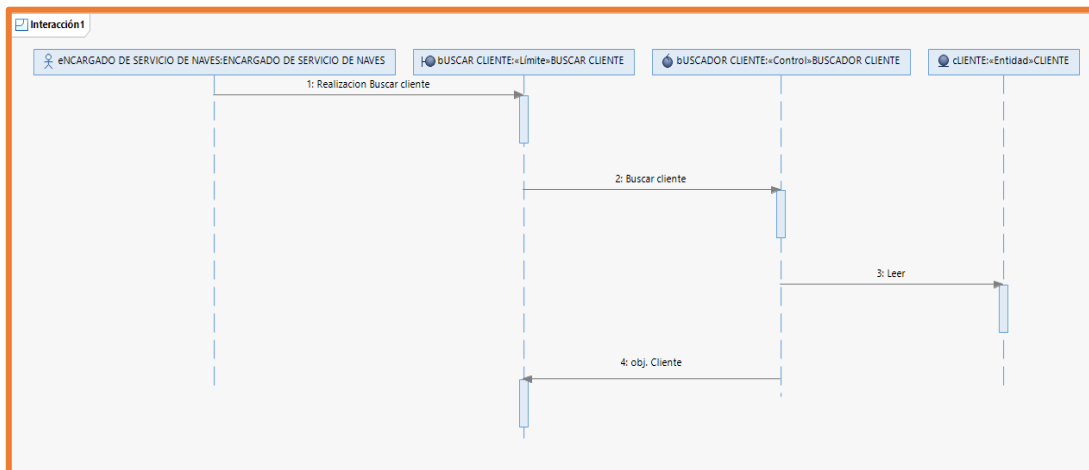 Interacción1
eNCARGADO DE SERVICIO DE NAVES:ENCARGADO DE SERVICIO DE NAVES
bUSCAR CLIENTE:«Límite»BUSCAR CLIENTE
bUSCADOR CLIENTE:«Control»BUSCADOR CLIENTE
cLIENTE:«Entidad»CLIENTE
1: Realizacion Buscar cliente
2: Buscar cliente
3: Leer
4: obj. Cliente